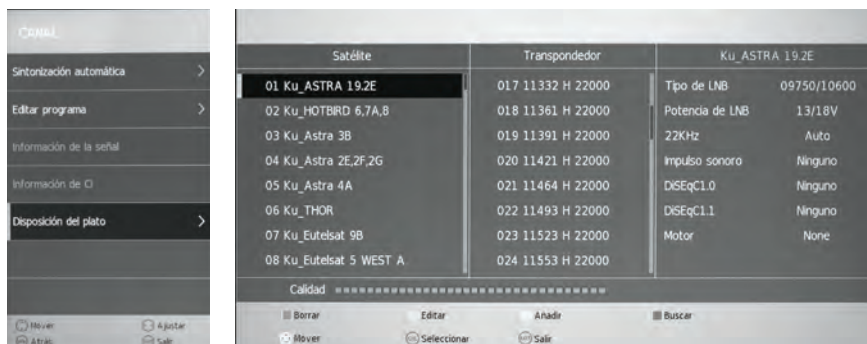 CANAL
Sintonización automática >
Editar programa >
Información de la señal
Información de CI
Disposición del plato >
Mover
Ajustar
Atrás
Salir
Satélite
Transpondedor
Ku_ASTRA 19.2E
01 Ku_ASTRA 19.2E
017 11332 H 22000
Tipo de LNB
09750/10600
02 Ku_HOTBIRD 6,7A,8
018 11361 H 22000
Potencia de LNB
13/18V
03 Ku_Astra 3B
019 11391 H 22000
22KHz
Auto
04 Ku_Astra 2E,2F,2G
020 11421 H 22000
Impulso sonoro
Ninguno
05 Ku_Astra 4A
021 11464 H 22000
DiSEqC1.0
Ninguno
06 Ku_THOR
022 11493 H 22000
DiSEqC1.1
Ninguno
07 Ku_Eutelsat 9B
023 11523 H 22000
Motor
None
08 Ku_Eutelsat 5 WEST A
024 11553 H 22000
Calidad
Borrar
Editar
Añadir
Buscar
Mover
Seleccionar
Salir